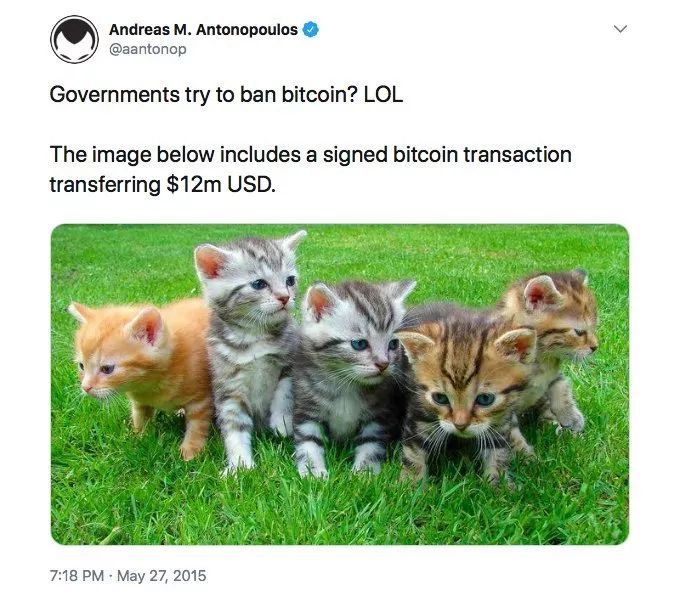 Andreas M. Antonopoulos
@aantonop
Governments try to ban bitcoin? LOL
The image below includes a signed bitcoin transaction
transferring $12m USD.
7:18 PM · May 27, 2015